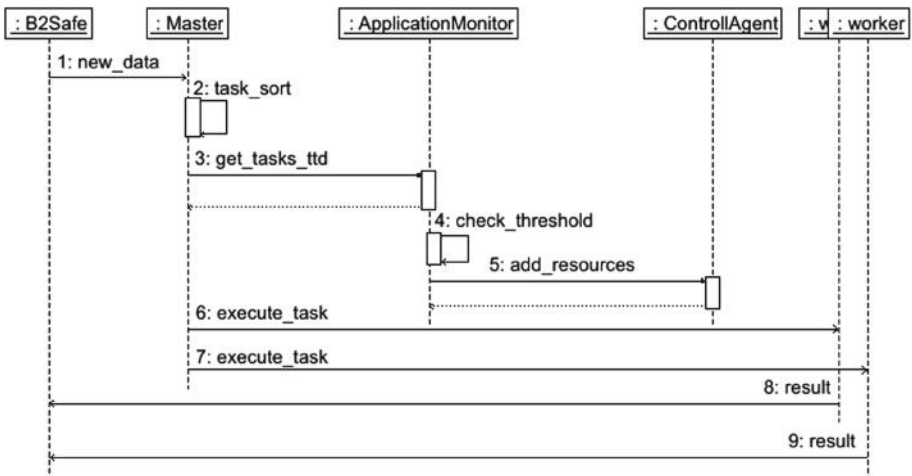 : B2Safe
: Master
: ApplicationMonitor
: ControllAgent
: w
: worker
1: new_data
2: task_sort
3: get_tasks_ttd
4: check_threshold
5: add_resources
6: execute_task
7: execute_task
8: result
9: result